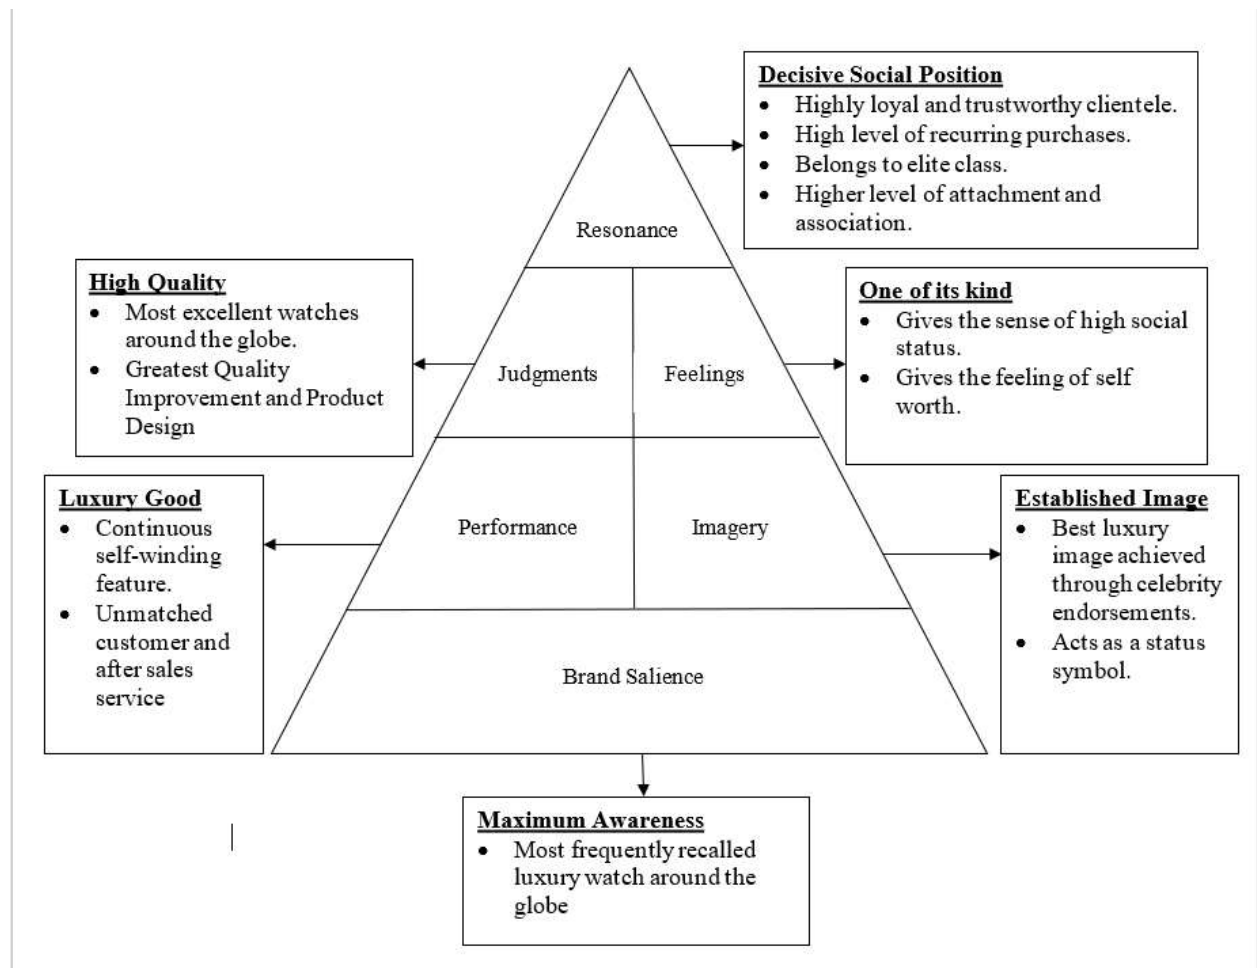 Decisive Social Position
• Highly loyal and trustworthy clientele.
• High level of recurring purchases.
• Belongs to elite class.
• Higher level of attachment and
association.
Resonance
High Quality
• Most excellent watches
around the globe.
• Greatest Quality
Improvement and Product
Design
Judgments
Feelings
One of its kind
• Gives the sense of high social
status.
• Gives the feeling of self
worth.
Luxury Good
• Continuous
self-winding
feature.
• Unmatched
customer and
after sales
service
Performance
Imagery
Established Image
• Best luxury
image achieved
through celebrity
endorsements.
• Acts as a status
symbol.
Brand Salience
Maximum Awareness
• Most frequently recalled
luxury watch around the
globe